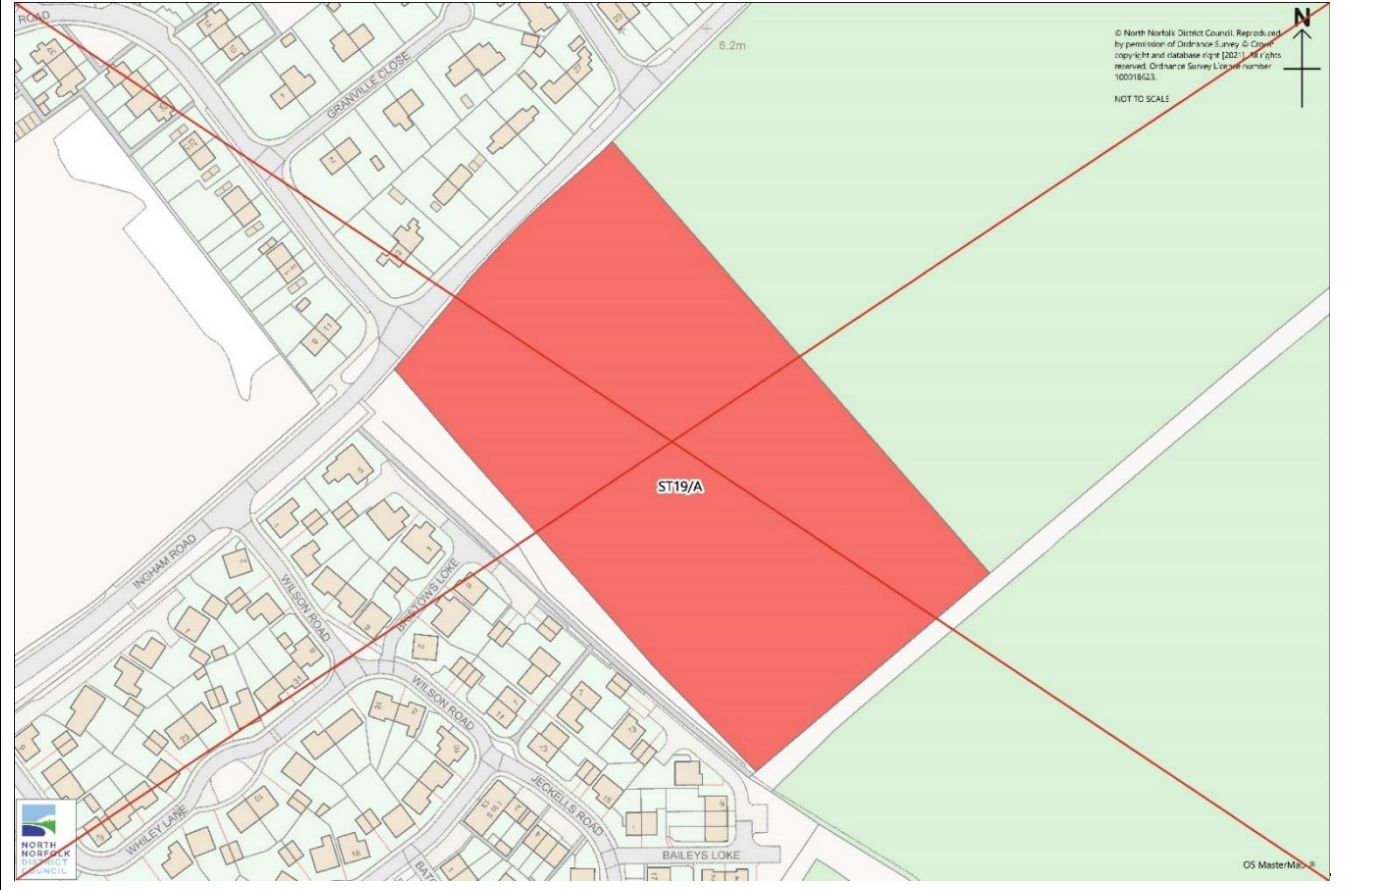 ROAD
6.2m
N
© North Norfolk District Council. Reproduced
by permission of Ordnance Survey © Crown
copyright and database right [2021]. All rights
reserved. Ordnance Survey Licence number
100018623.
NOT TO SCALE
GRANVILLE CLOSE
ST19/A
INGHAM ROAD
WILSON ROAD
BRISTOWS LOKE
WILSON ROAD
JECKELLS ROAD
WHILEY LANE
BAILEYS LOKE
NORTH
NORFOLK
DISTRICT
COUNCIL
OS MasterMap ®